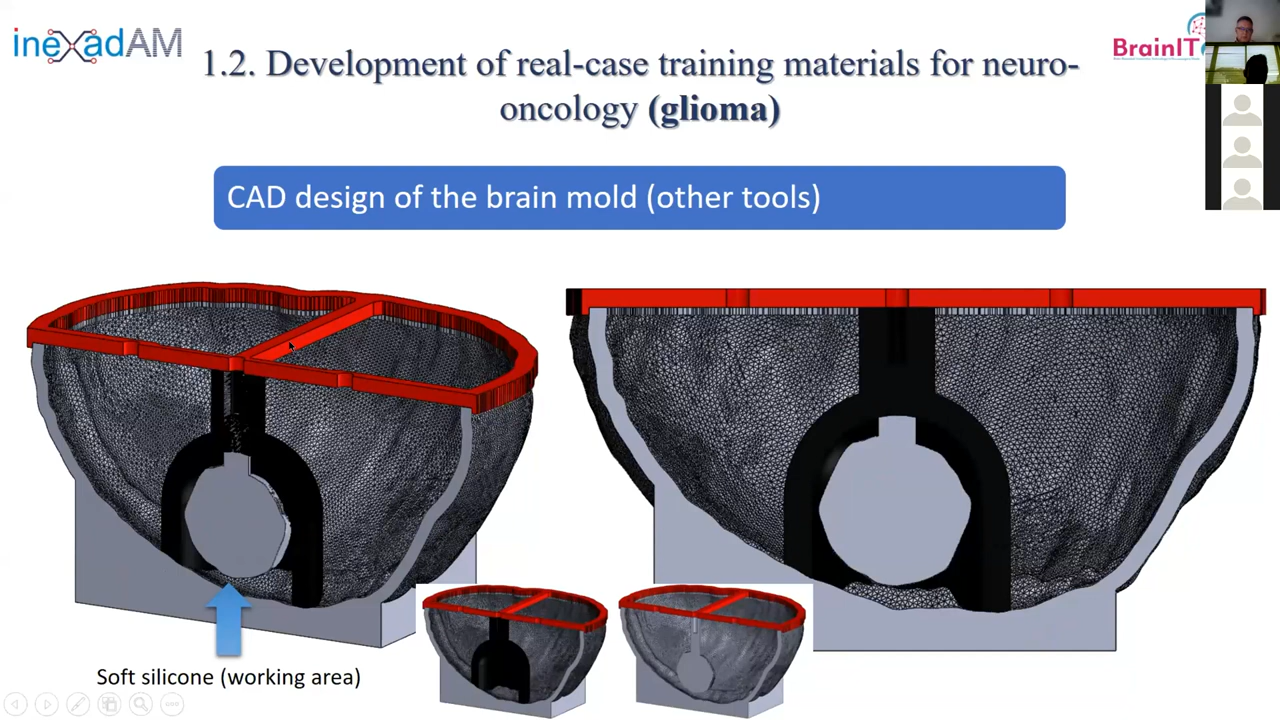 inexadAM
1.2. Development of real-case training materials for neuro-
oncology (glioma)
BrainIT
CAD design of the brain mold (other tools)
Soft silicone (working area)